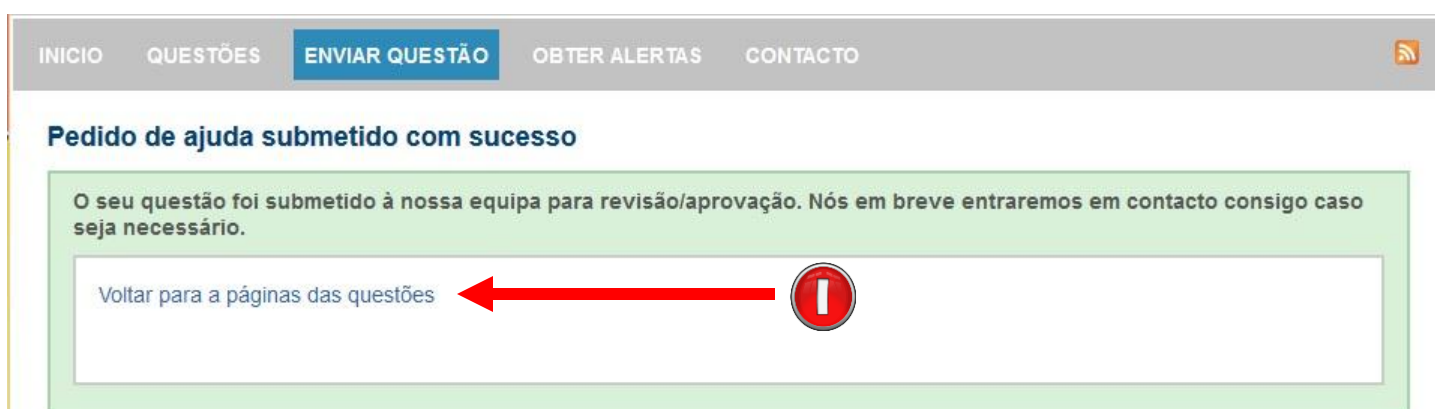 INICIO QUESTÕES ENVIAR QUESTÃO OBTER ALERTAS CONTACTO
Pedido de ajuda submetido com sucesso
O seu questão foi submetido à nossa equipa para revisão/aprovação. Nós em breve entraremos em contacto consigo caso
seja necessário.
Voltar para a páginas das questões